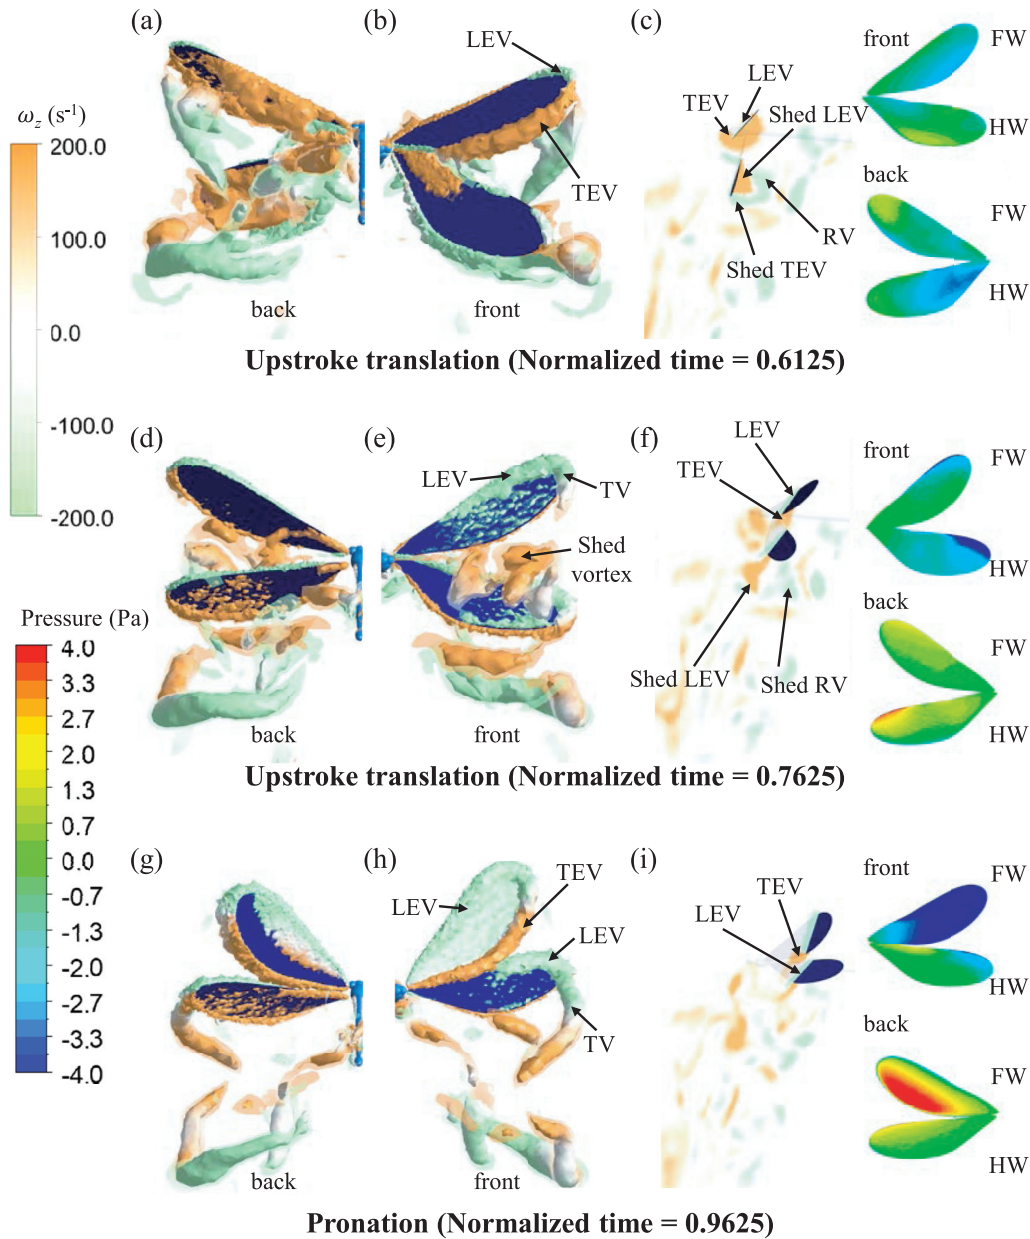 (a)
(b)
(c)
LEV
front
FW
ω_z (s⁻¹)
LEV
TEV
Shed LEV
200.0
HW
back
TEV
FW
100.0
RV
Shed TEV
HW
0.0
back
front
Upstroke translation (Normalized time = 0.6125)
-100.0
(d)
(e)
(f)
LEV
front
FW
LEV
TEV
TV
-200.0
Shed
vortex
HW
back
Pressure (Pa)
FW
4.0
3.3
Shed LEV
Shed RV
2.7
HW
back
front
2.0
Upstroke translation (Normalized time = 0.7625)
1.3
0.7
0.0
(g)
(h)
(i)
front
TEV
TEV
FW
-0.7
LEV
LEV
LEV
-1.3
HW
-2.0
back
-2.7
TV
-3.3
FW
-4.0
HW
back
front
Pronation (Normalized time = 0.9625)